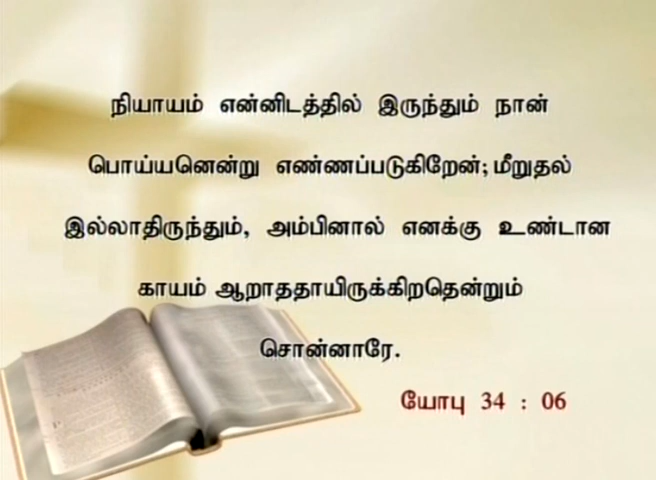 நியாயம் என்னிடத்தில் இருந்தும் நான்
பொய்யனென்று எண்ணப்படுகிறேன்; மீறுதல்
இல்லாதிருந்தும், அம்பினால் எனக்கு உண்டான
காயம் ஆறாததாயிருக்கிறதென்றும்
சொன்னாரே.
யோபு 34 : 06